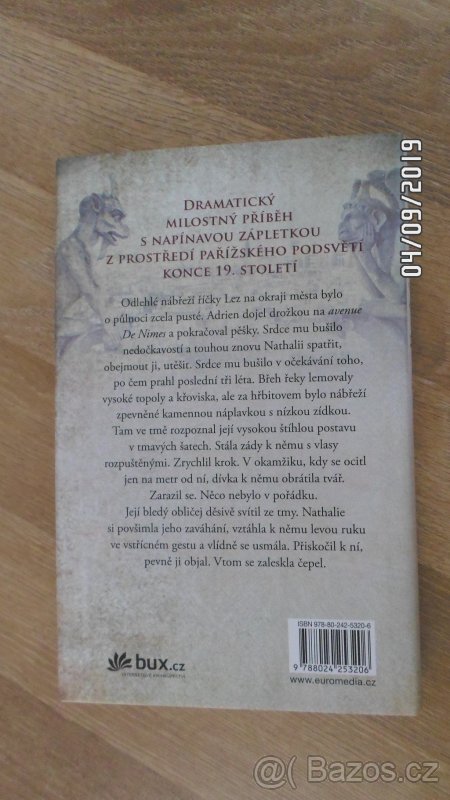 DRAMATICKÝ
MILOSTNÝ PŘÍBĚH
S NAPÍNAVOU ZÁPLETKOU
Z PROSTŘEDÍ PAŘÍŽSKÉHO PODSVĚTÍ
KONCE 19. STOLETÍ
Odlehlé nábřeží říčky Lez na okraji města bylo
o půlnoci zcela pusté. Adrien dojel drožkou na avenue
De Nimes a pokračoval pěšky. Srdce mu bušilo
nedočkavostí a touhou znovu Nathalii spatřit,
obejmout ji, utěšit. Srdce mu bušilo v očekávání toho,
po čem prahl poslední tři léta. Břeh řeky lemovaly
vysoké topoly a křoviska, ale za hřbitovem bylo nábřeží
zpevněné kamennou náplavkou s nízkou zídkou.
Tam ve tmě rozpoznal její vysokou štíhlou postavu
v tmavých šatech. Stála zády k němu s vlasy
rozpuštěnými. Zrychlil krok. V okamžiku, kdy se ocitl
jen na metr od ní, dívka k němu obrátila tvář.
Zarazil se. Něco nebylo v pořádku.
Její bledý obličej děsivě svítil ze tmy. Nathalie
si povšimla jeho zaváhání, vztáhla k němu levou ruku
ve vstřícném gestu a vlídně se usmála. Přiskočil k ní,
pevně ji objal. Vtom se zaleskla čepel.
ISBN 978-80-242-5320-6
9 788024 253206
www.euromedia.cz
bux.cz
INTERNETOVÉ KNIHKUPECTVÍ
04/09/2019
@ Bazoš.cz